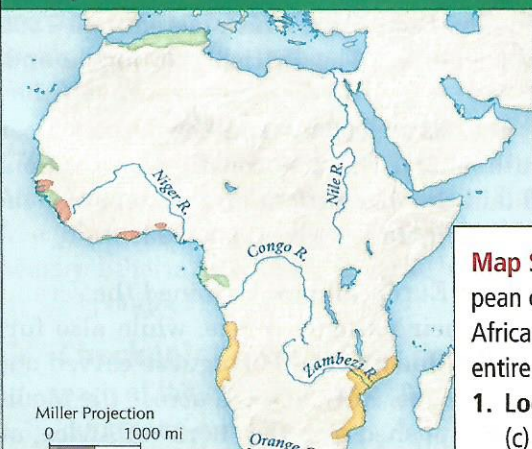 Niger R.
Nile R.
Congo R.
Zambezi R.
Orange
Miller Projection
0 1000 mi
Map S
pean c
Africa
entire
1. Lo
(c)